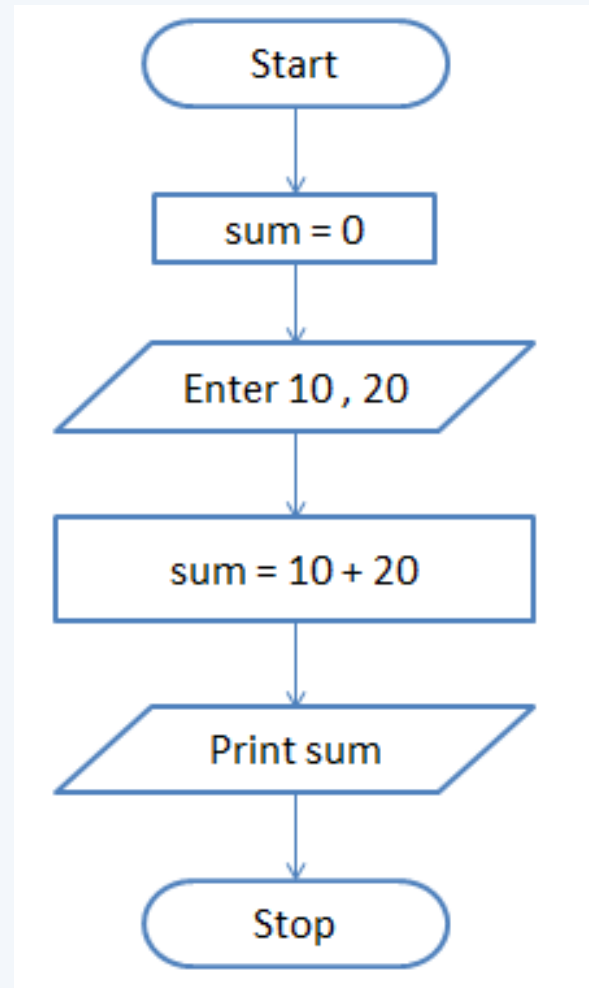 Start
sum = 0
Enter 10 , 20
sum = 10 + 20
Print sum
Stop